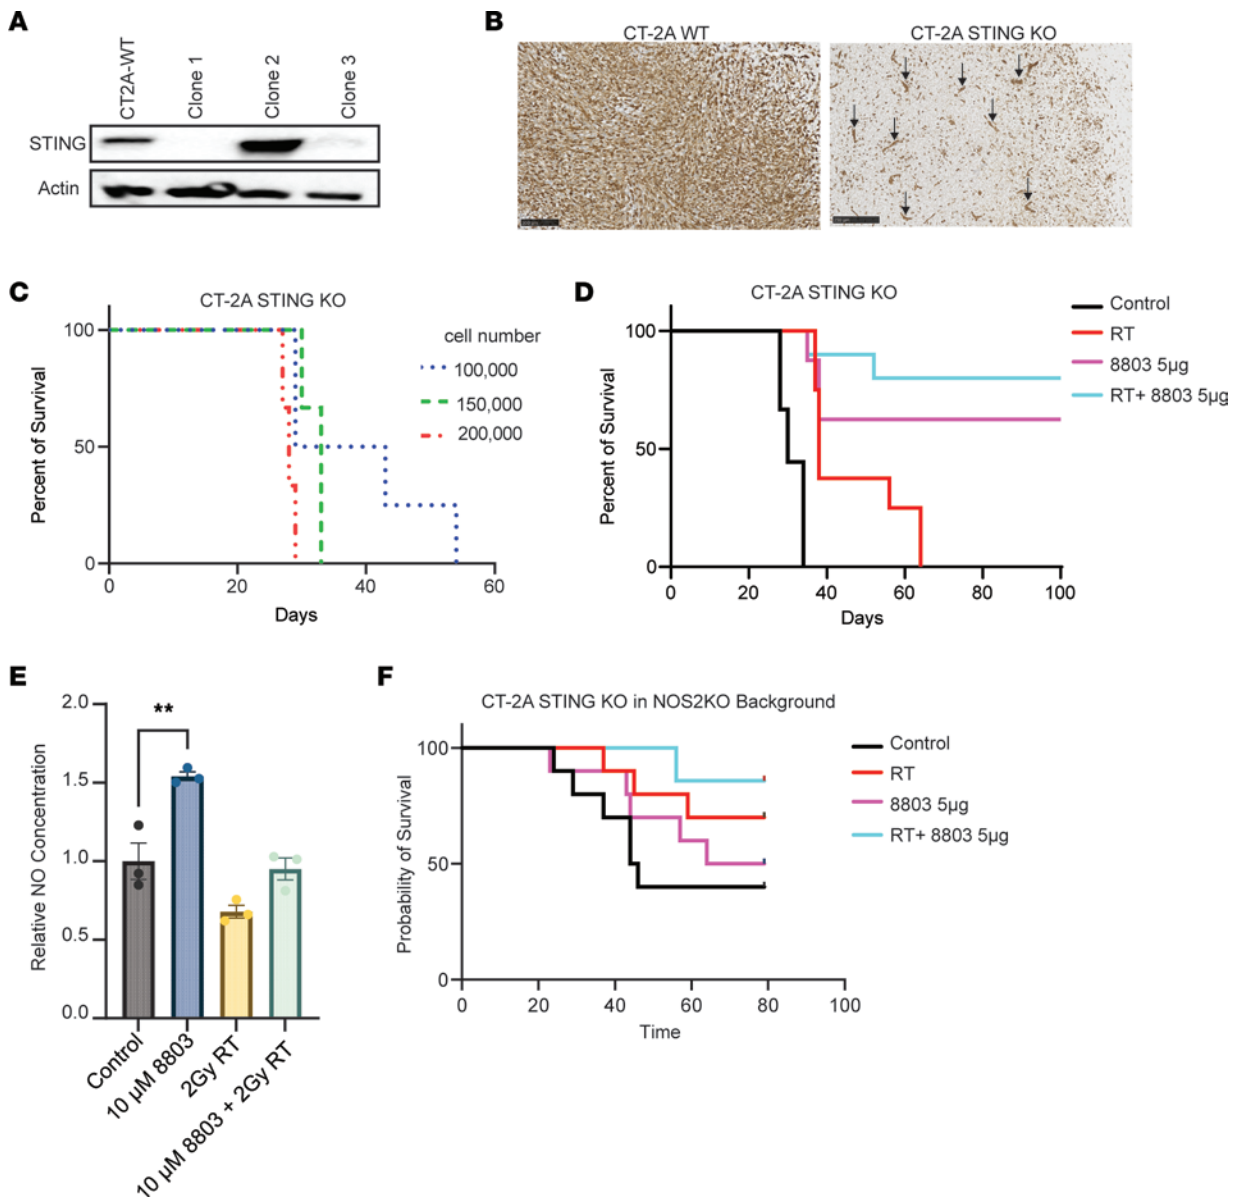 A
CT2A-WT
Clone 1
Clone 2
Clone 3
STING
Actin
B
CT-2A WT
CT-2A STING KO
C
CT-2A STING KO
Percent of Survival
100
50
0
0
20
40
60
Days
cell number
100,000
150,000
200,000
D
CT-2A STING KO
Percent of Survival
100
50
0
0
20
40
60
80
100
Days
Control
RT
8803 5µg
RT+ 8803 5µg
E
Relative NO Concentration
2.0
1.5
1.0
0.5
0.0
**
Control
10 µM 8803
2Gy RT
10 µM 8803 + 2Gy RT
F
CT-2A STING KO in NOS2KO Background
Probability of Survival
100
50
0
0
20
40
60
80
100
Time
Control
RT
8803 5µg
RT+ 8803 5µg